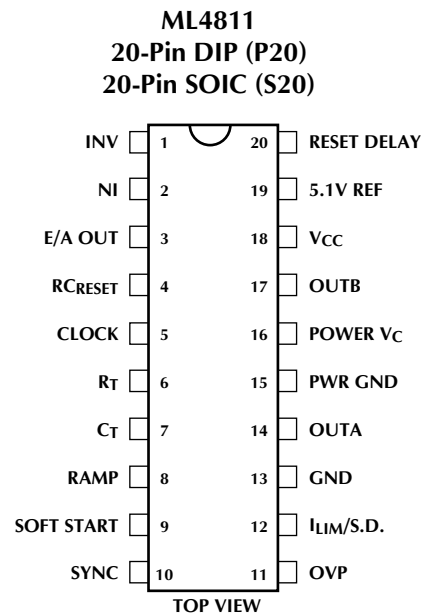 ML4811
20-Pin DIP (P20)
20-Pin SOIC (S20)
INV 1 20 RESET DELAY
NI 2 19 5.1V REF
E/A OUT 3 18 VCC
RCRESET 4 17 OUTB
CLOCK 5 16 POWER VC
RT 6 15 PWR GND
CT 7 14 OUTA
RAMP 8 13 GND
SOFT START 9 12 ILIM/S.D.
SYNC 10 11 OVP
TOP VIEW